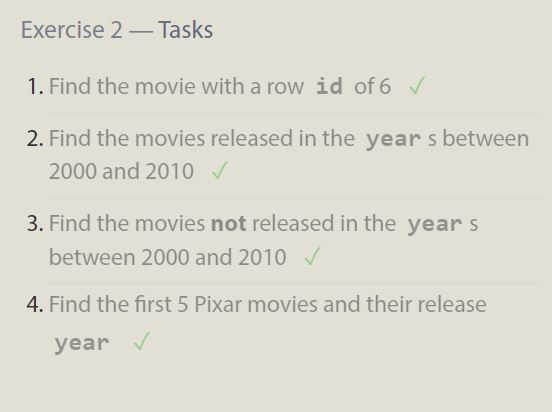 Exercise 2 — Tasks
1. Find the movie with a row id of 6 ✓
2. Find the movies released in the year s between
2000 and 2010 ✓
3. Find the movies not released in the year s
between 2000 and 2010 ✓
4. Find the first 5 Pixar movies and their release
year ✓